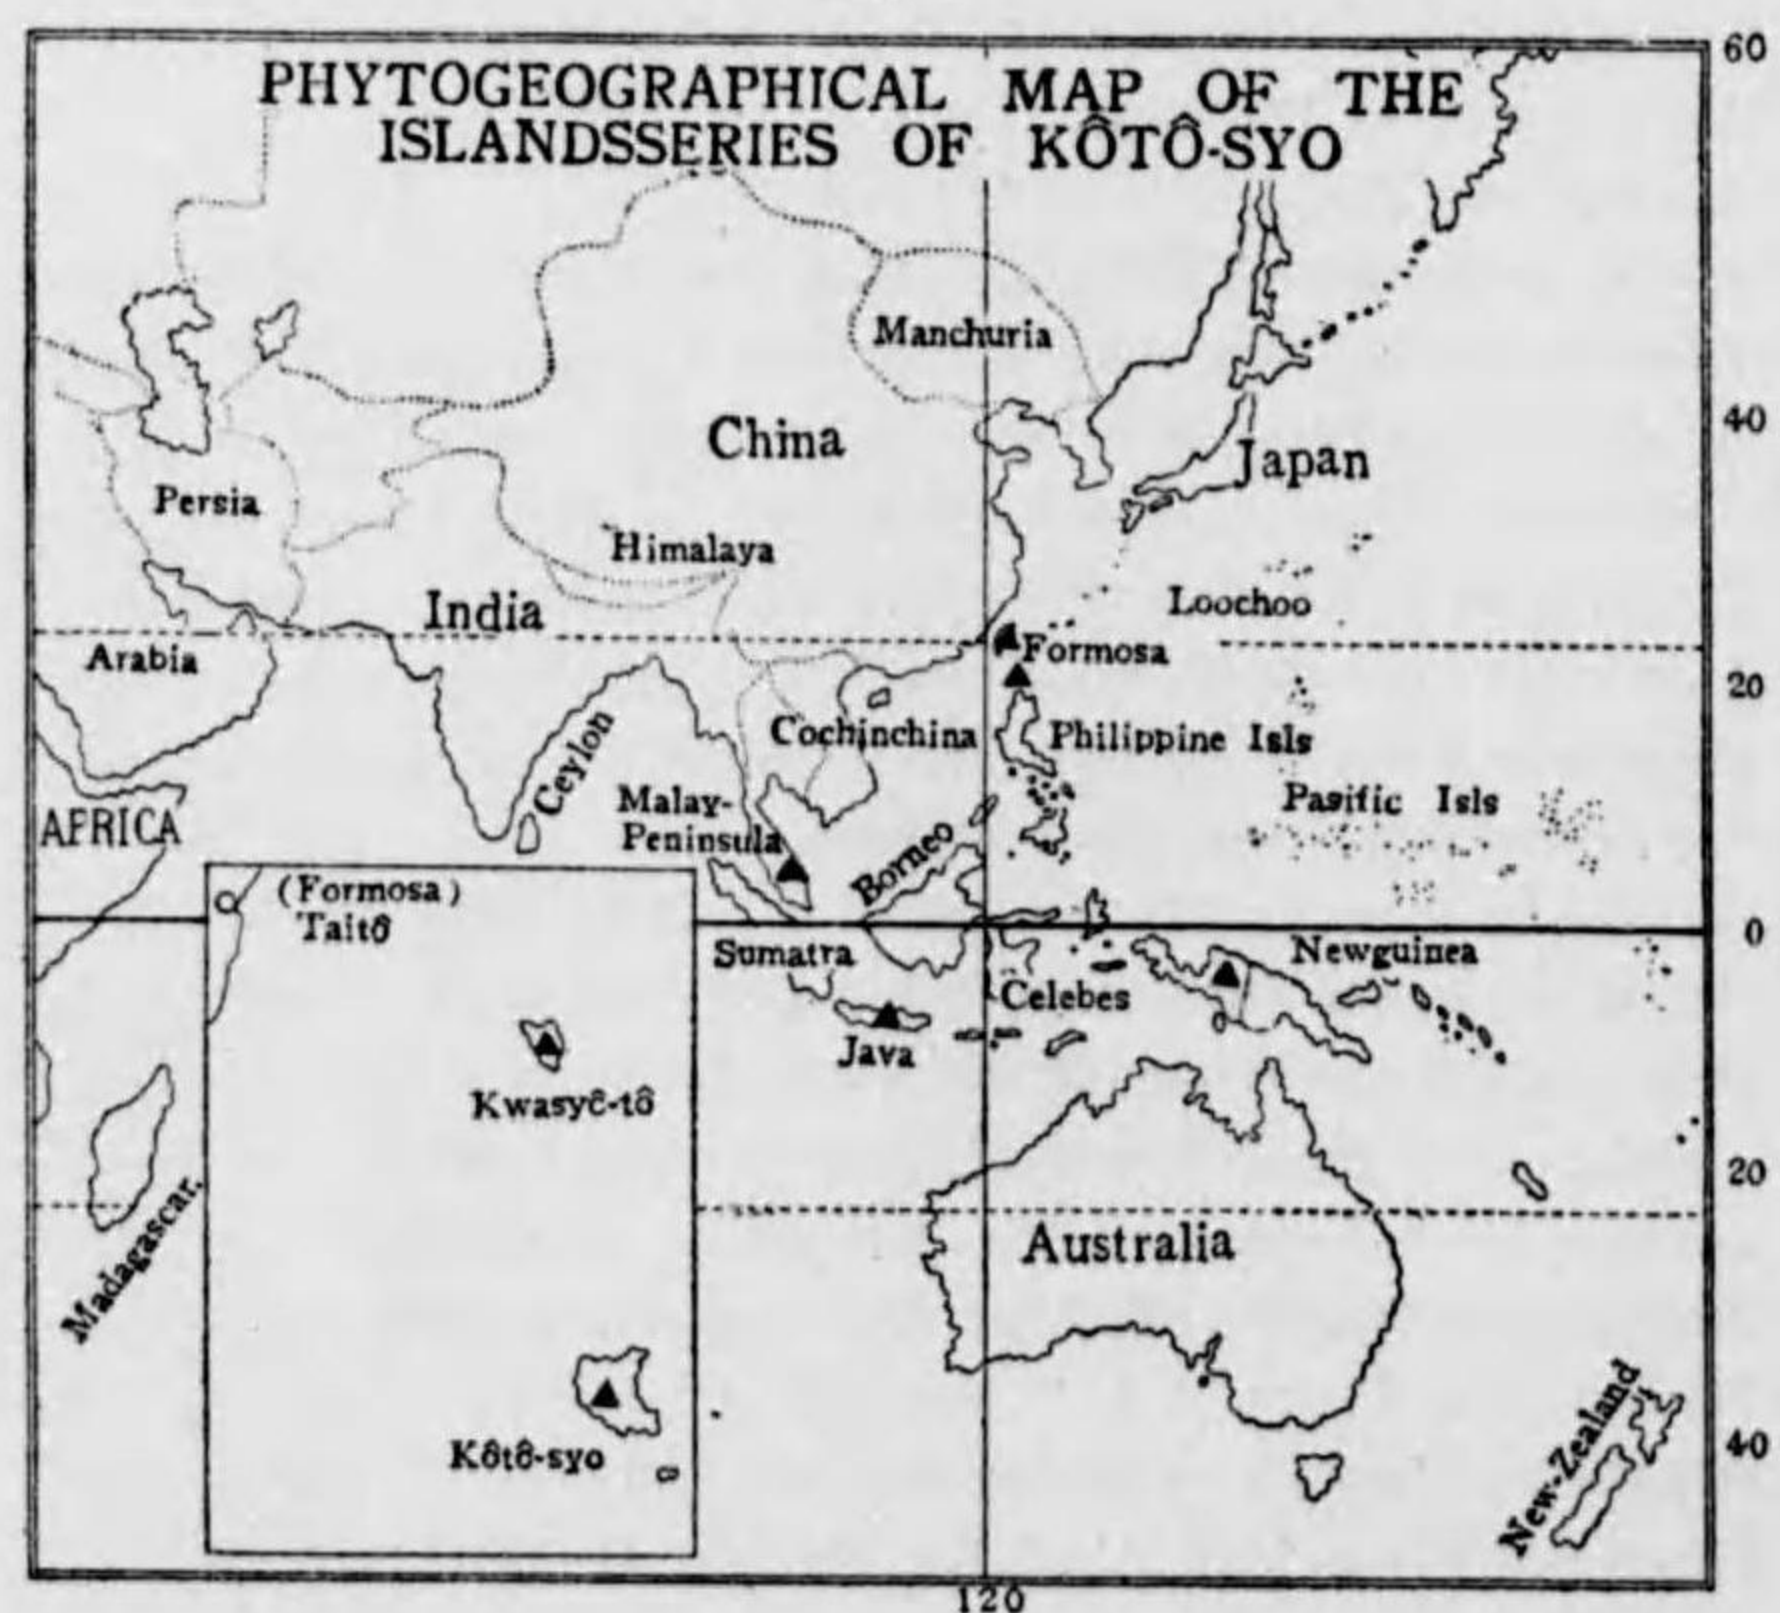 PHYTOGEOGRAPHICAL MAP OF THE
ISLANDSSERIES OF KÔTÔ-SYO
60
Manchuria
China
40
Japan
Persia
Himalaya
India
Loochoo
Arabia
Formosa
20
Cochinchina
Philippine Isls
Ceylon
Malay-
Peninsula
Pasific Isls
AFRICA
Borneo
(Formosa)
Taitô
0
Sumatra
Newguinea
Celebes
Java
Kwasyê-tô
20
Madagascar.
Australia
Kôtô-syo
40
New-Zealand
120